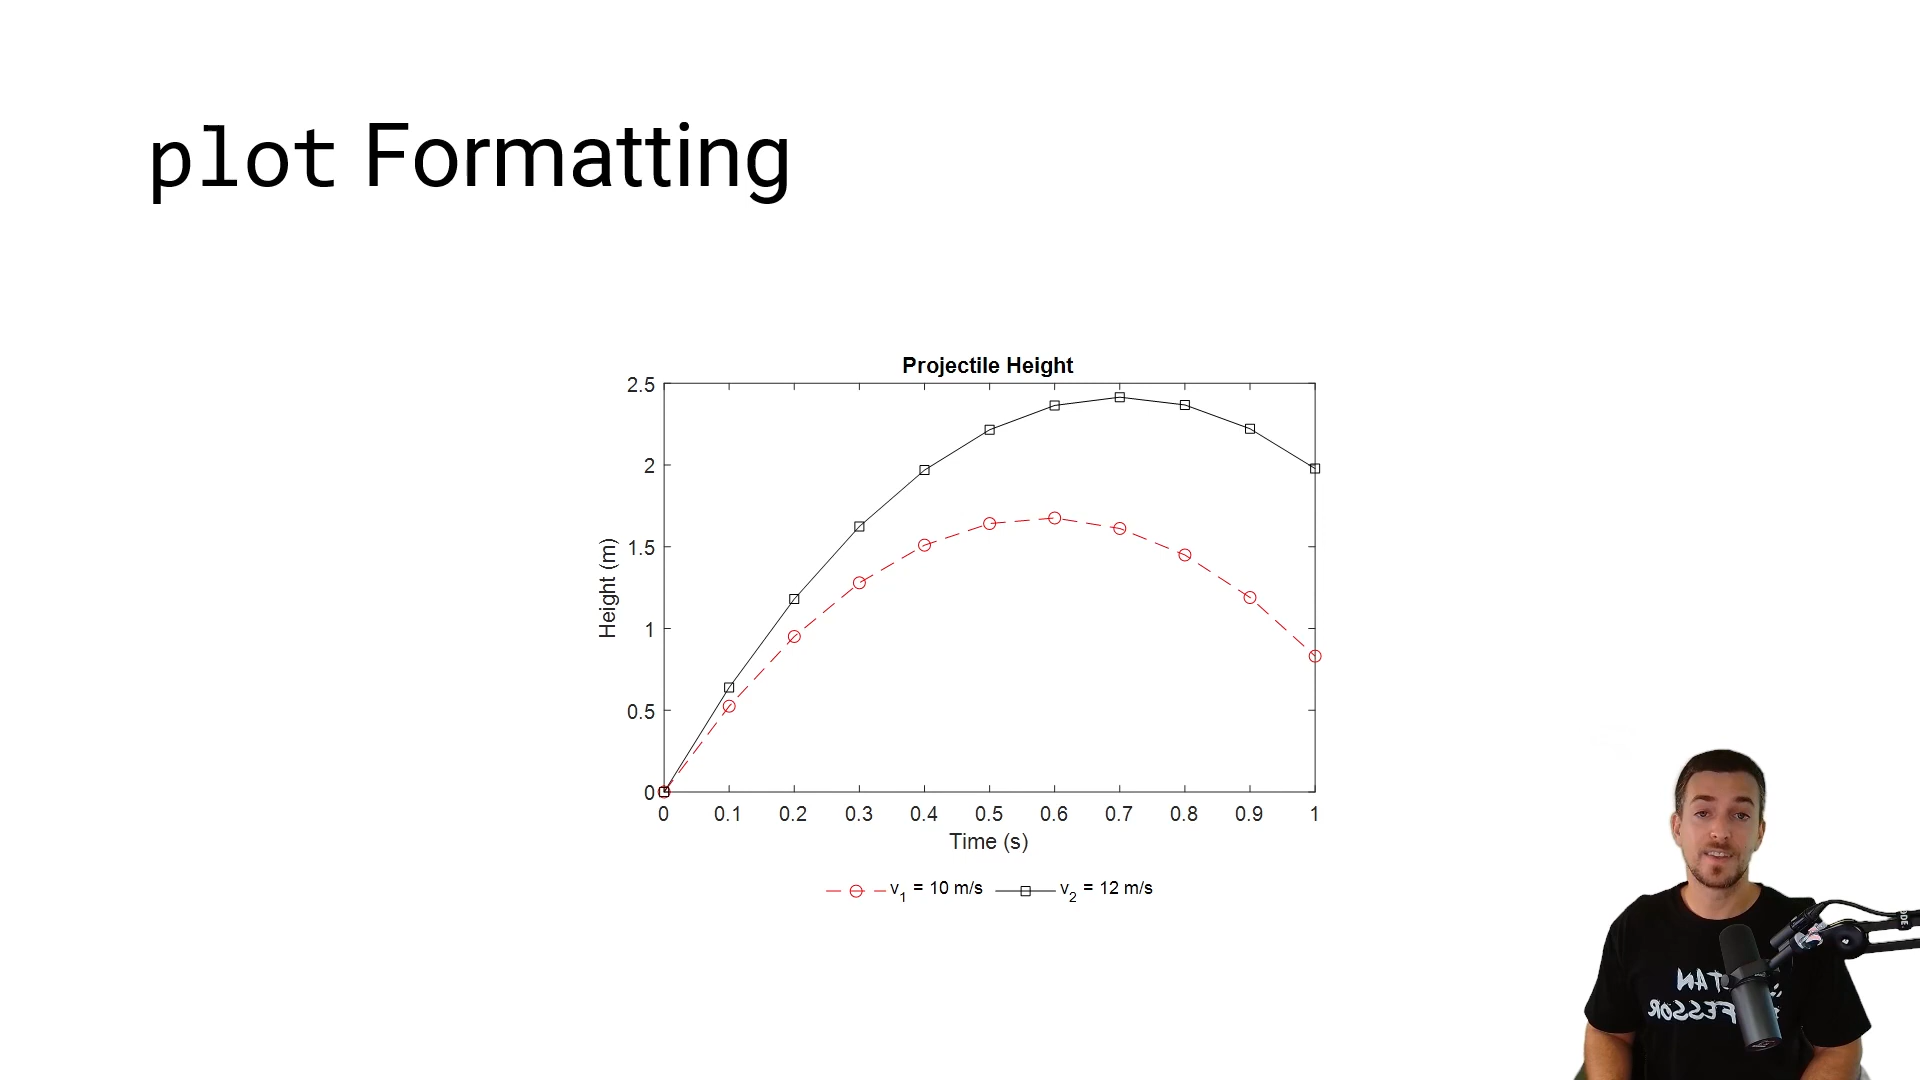 plot Formatting
Projectile Height
2.5
2
1.5
1
0.5
0
Height (m)
0 0.1 0.2 0.3 0.4 0.5 0.6 0.7 0.8 0.9 1
Time (s)
v1 = 10 m/s v2 = 12 m/s